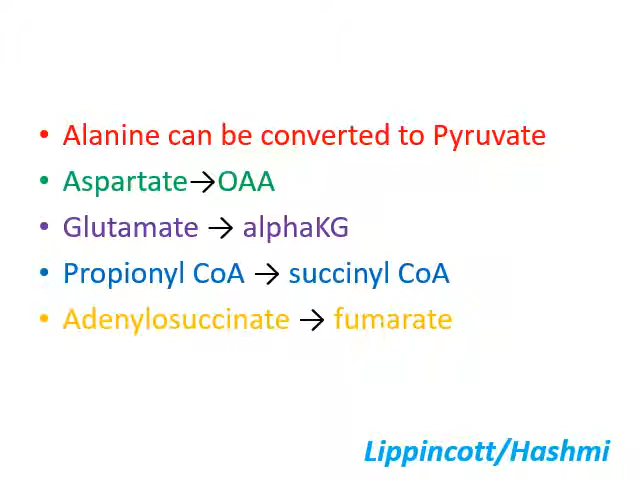 • Alanine can be converted to Pyruvate
• Aspartate→OAA
• Glutamate → alphaKG
• Propionyl CoA → succinyl CoA
• Adenylosuccinate → fumarate
Lippincott/Hashmi